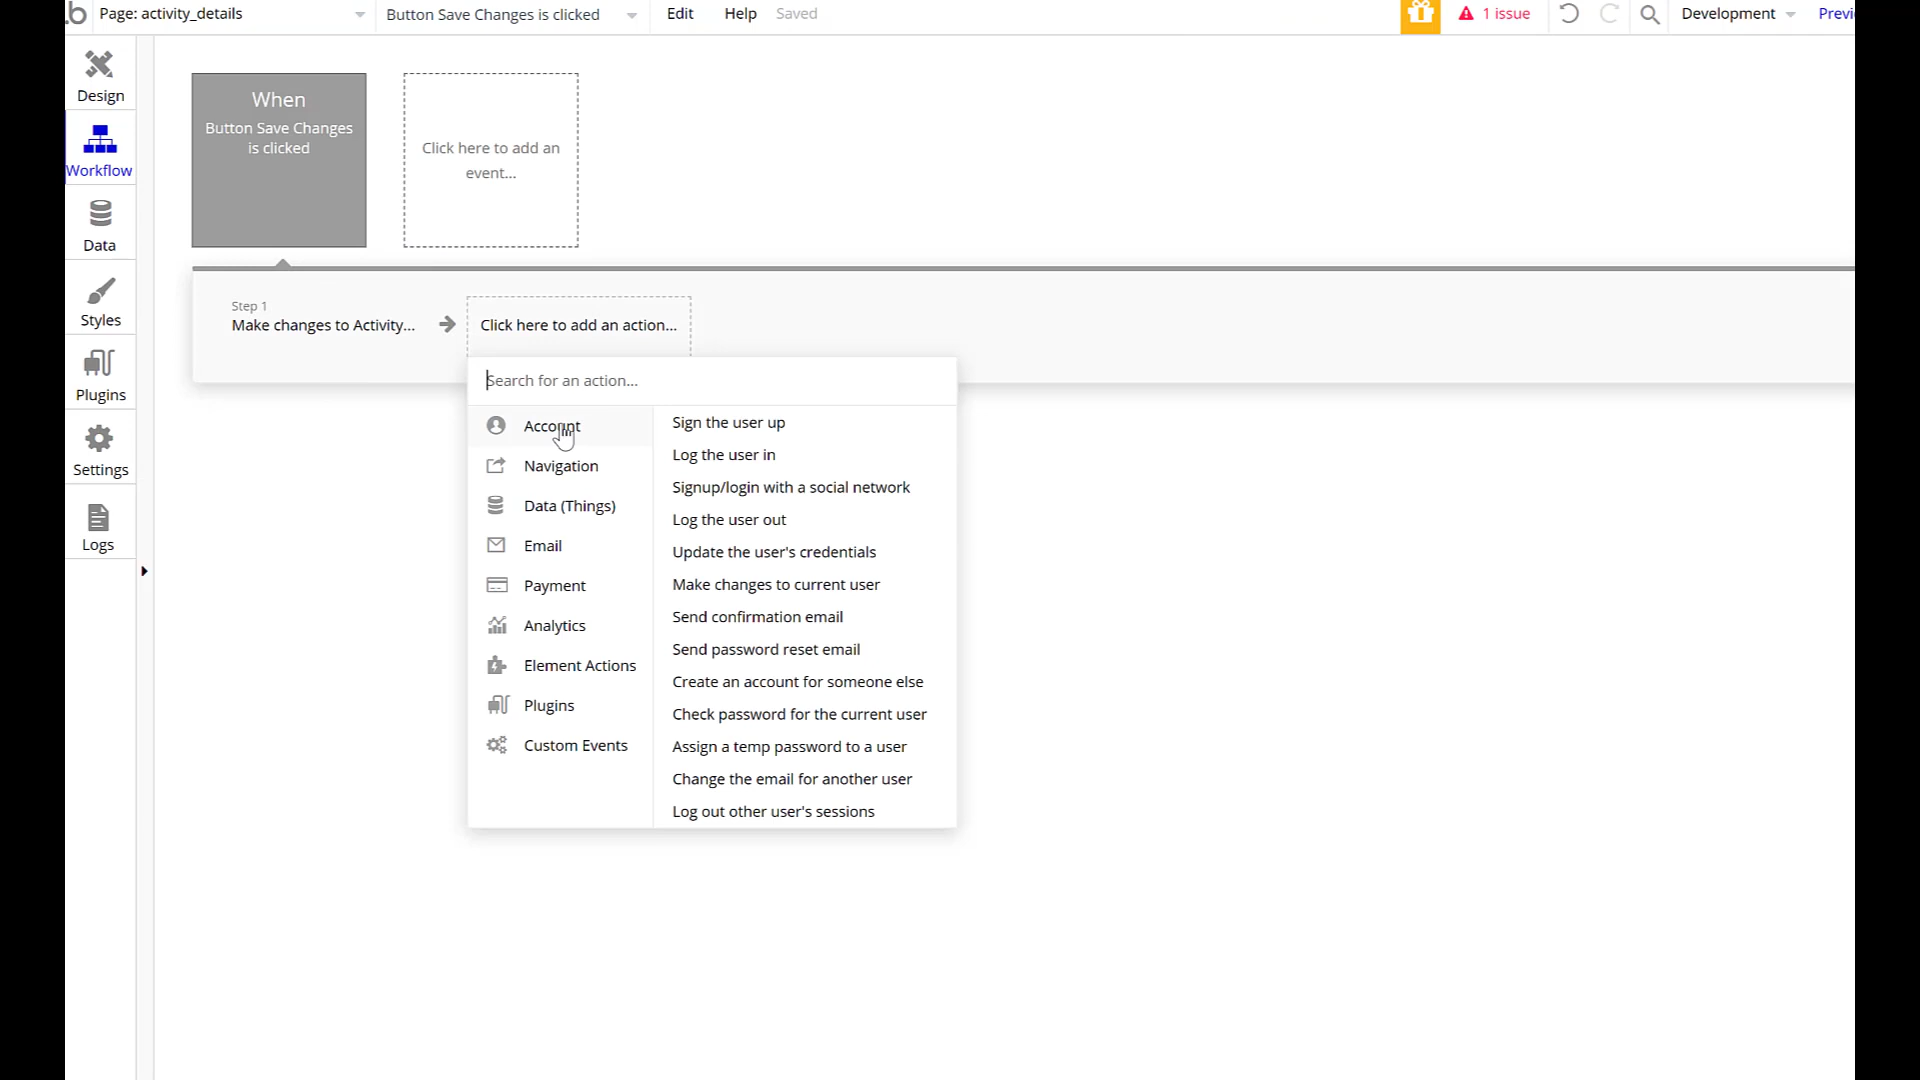 .b Page: activity_details Button Save Changes is clicked Edit Help Saved 1 issue Development Previ
Design
Workflow
Data
Styles
Plugins
Settings
Logs
When
Button Save Changes
is clicked
Click here to add an
event...
Step 1
Make changes to Activity...
Click here to add an action...
Search for an action...
Account
Navigation
Data (Things)
Email
Payment
Analytics
Element Actions
Plugins
Custom Events
Sign the user up
Log the user in
Signup/login with a social network
Log the user out
Update the user's credentials
Make changes to current user
Send confirmation email
Send password reset email
Create an account for someone else
Check password for the current user
Assign a temp password to a user
Change the email for another user
Log out other user's sessions